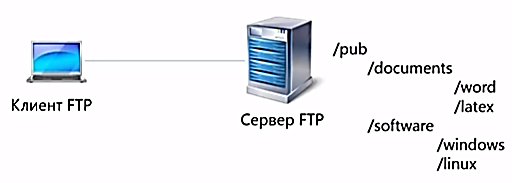 Клиент FTP
Сервер FTP
/pub
/documents
/word
/latex
/software
/windows
/linux